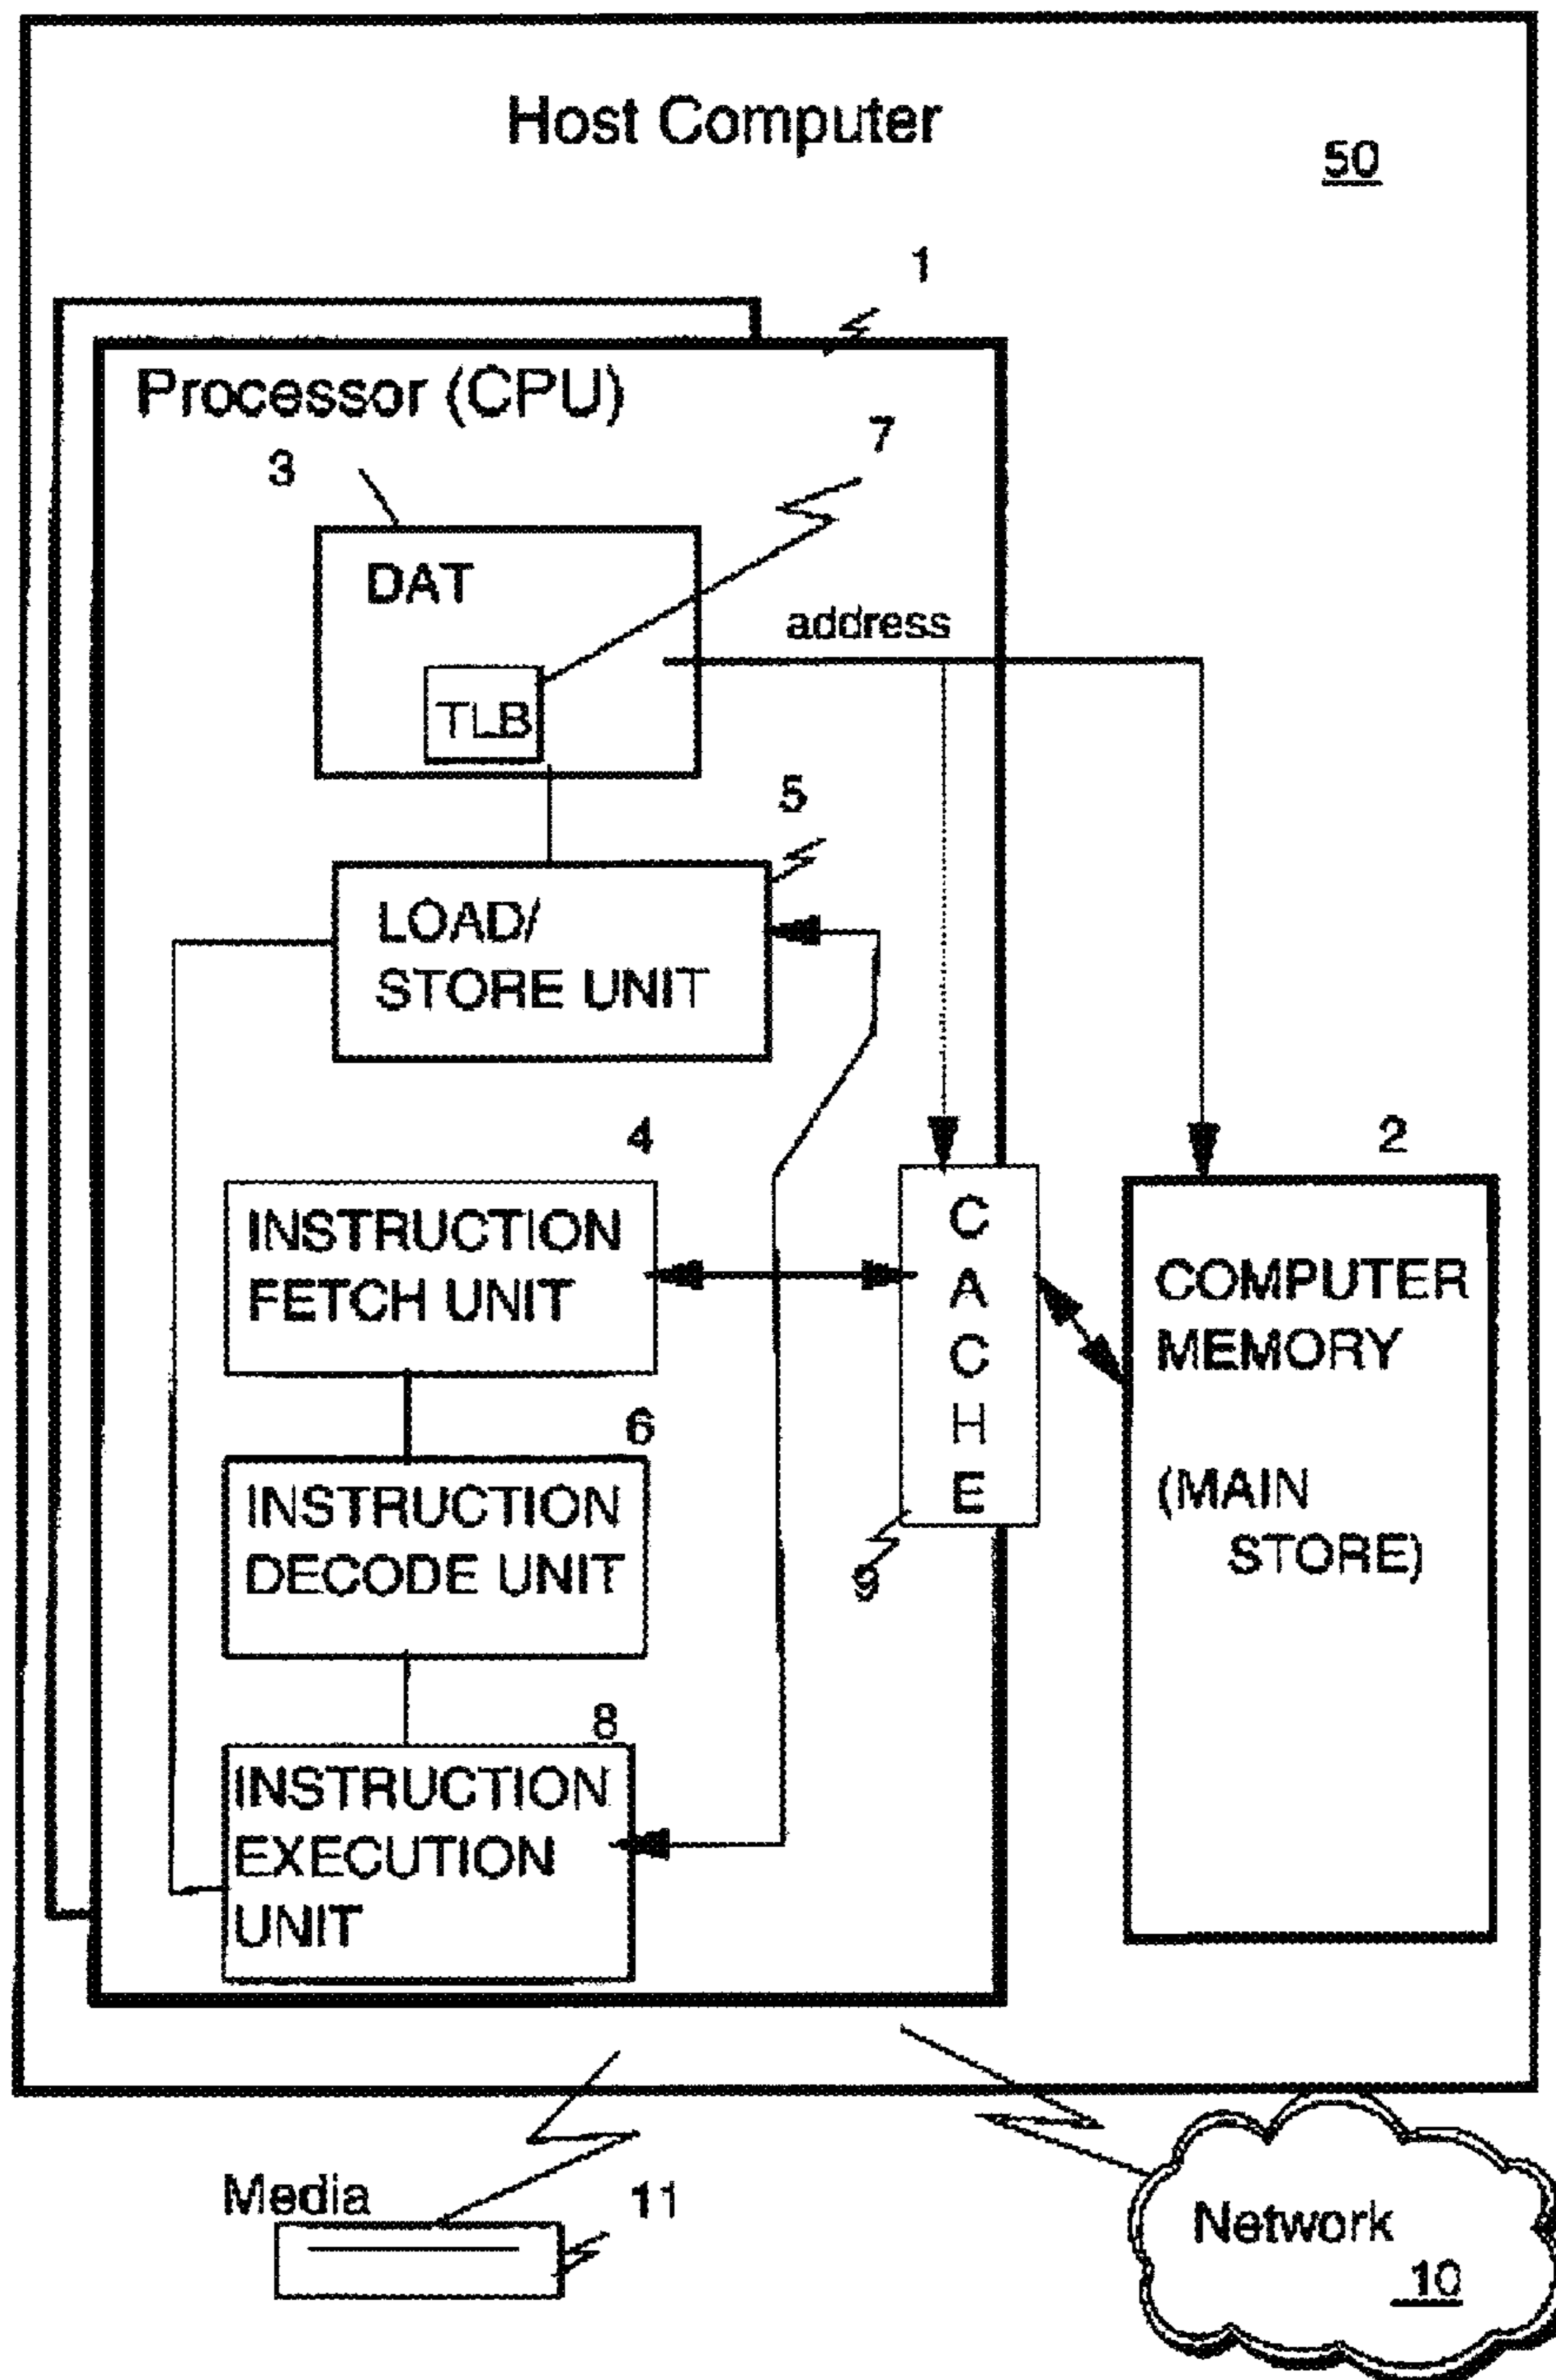 Host Computer
50
1
Processor (CPU)
3
7
DAT
address
TLB
5
LOAD/
STORE UNIT
4
2
INSTRUCTION
FETCH UNIT
C
A
C
H
E
COMPUTER
MEMORY
(MAIN
STORE)
6
INSTRUCTION
DECODE UNIT
9
8
INSTRUCTION
EXECUTION
UNIT
Media
11
Network
10